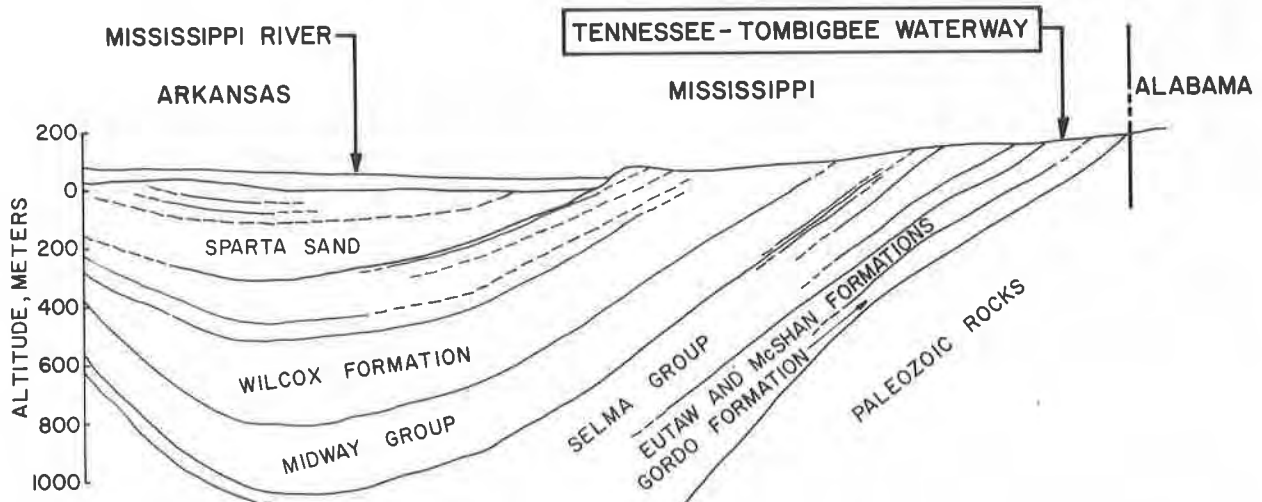 MISSISSIPPI RIVER
TENNESSEE-TOMBIGBEE WATERWAY
ARKANSAS
MISSISSIPPI
ALABAMA
ALTITUDE, METERS
200
0
200
400
600
800
1000
SPARTA SAND
WILCOX FORMATION
MIDWAY GROUP
SELMA GROUP
EUTAW AND McSHAN FORMATIONS
GORDO FORMATION
PALEOZOIC ROCKS